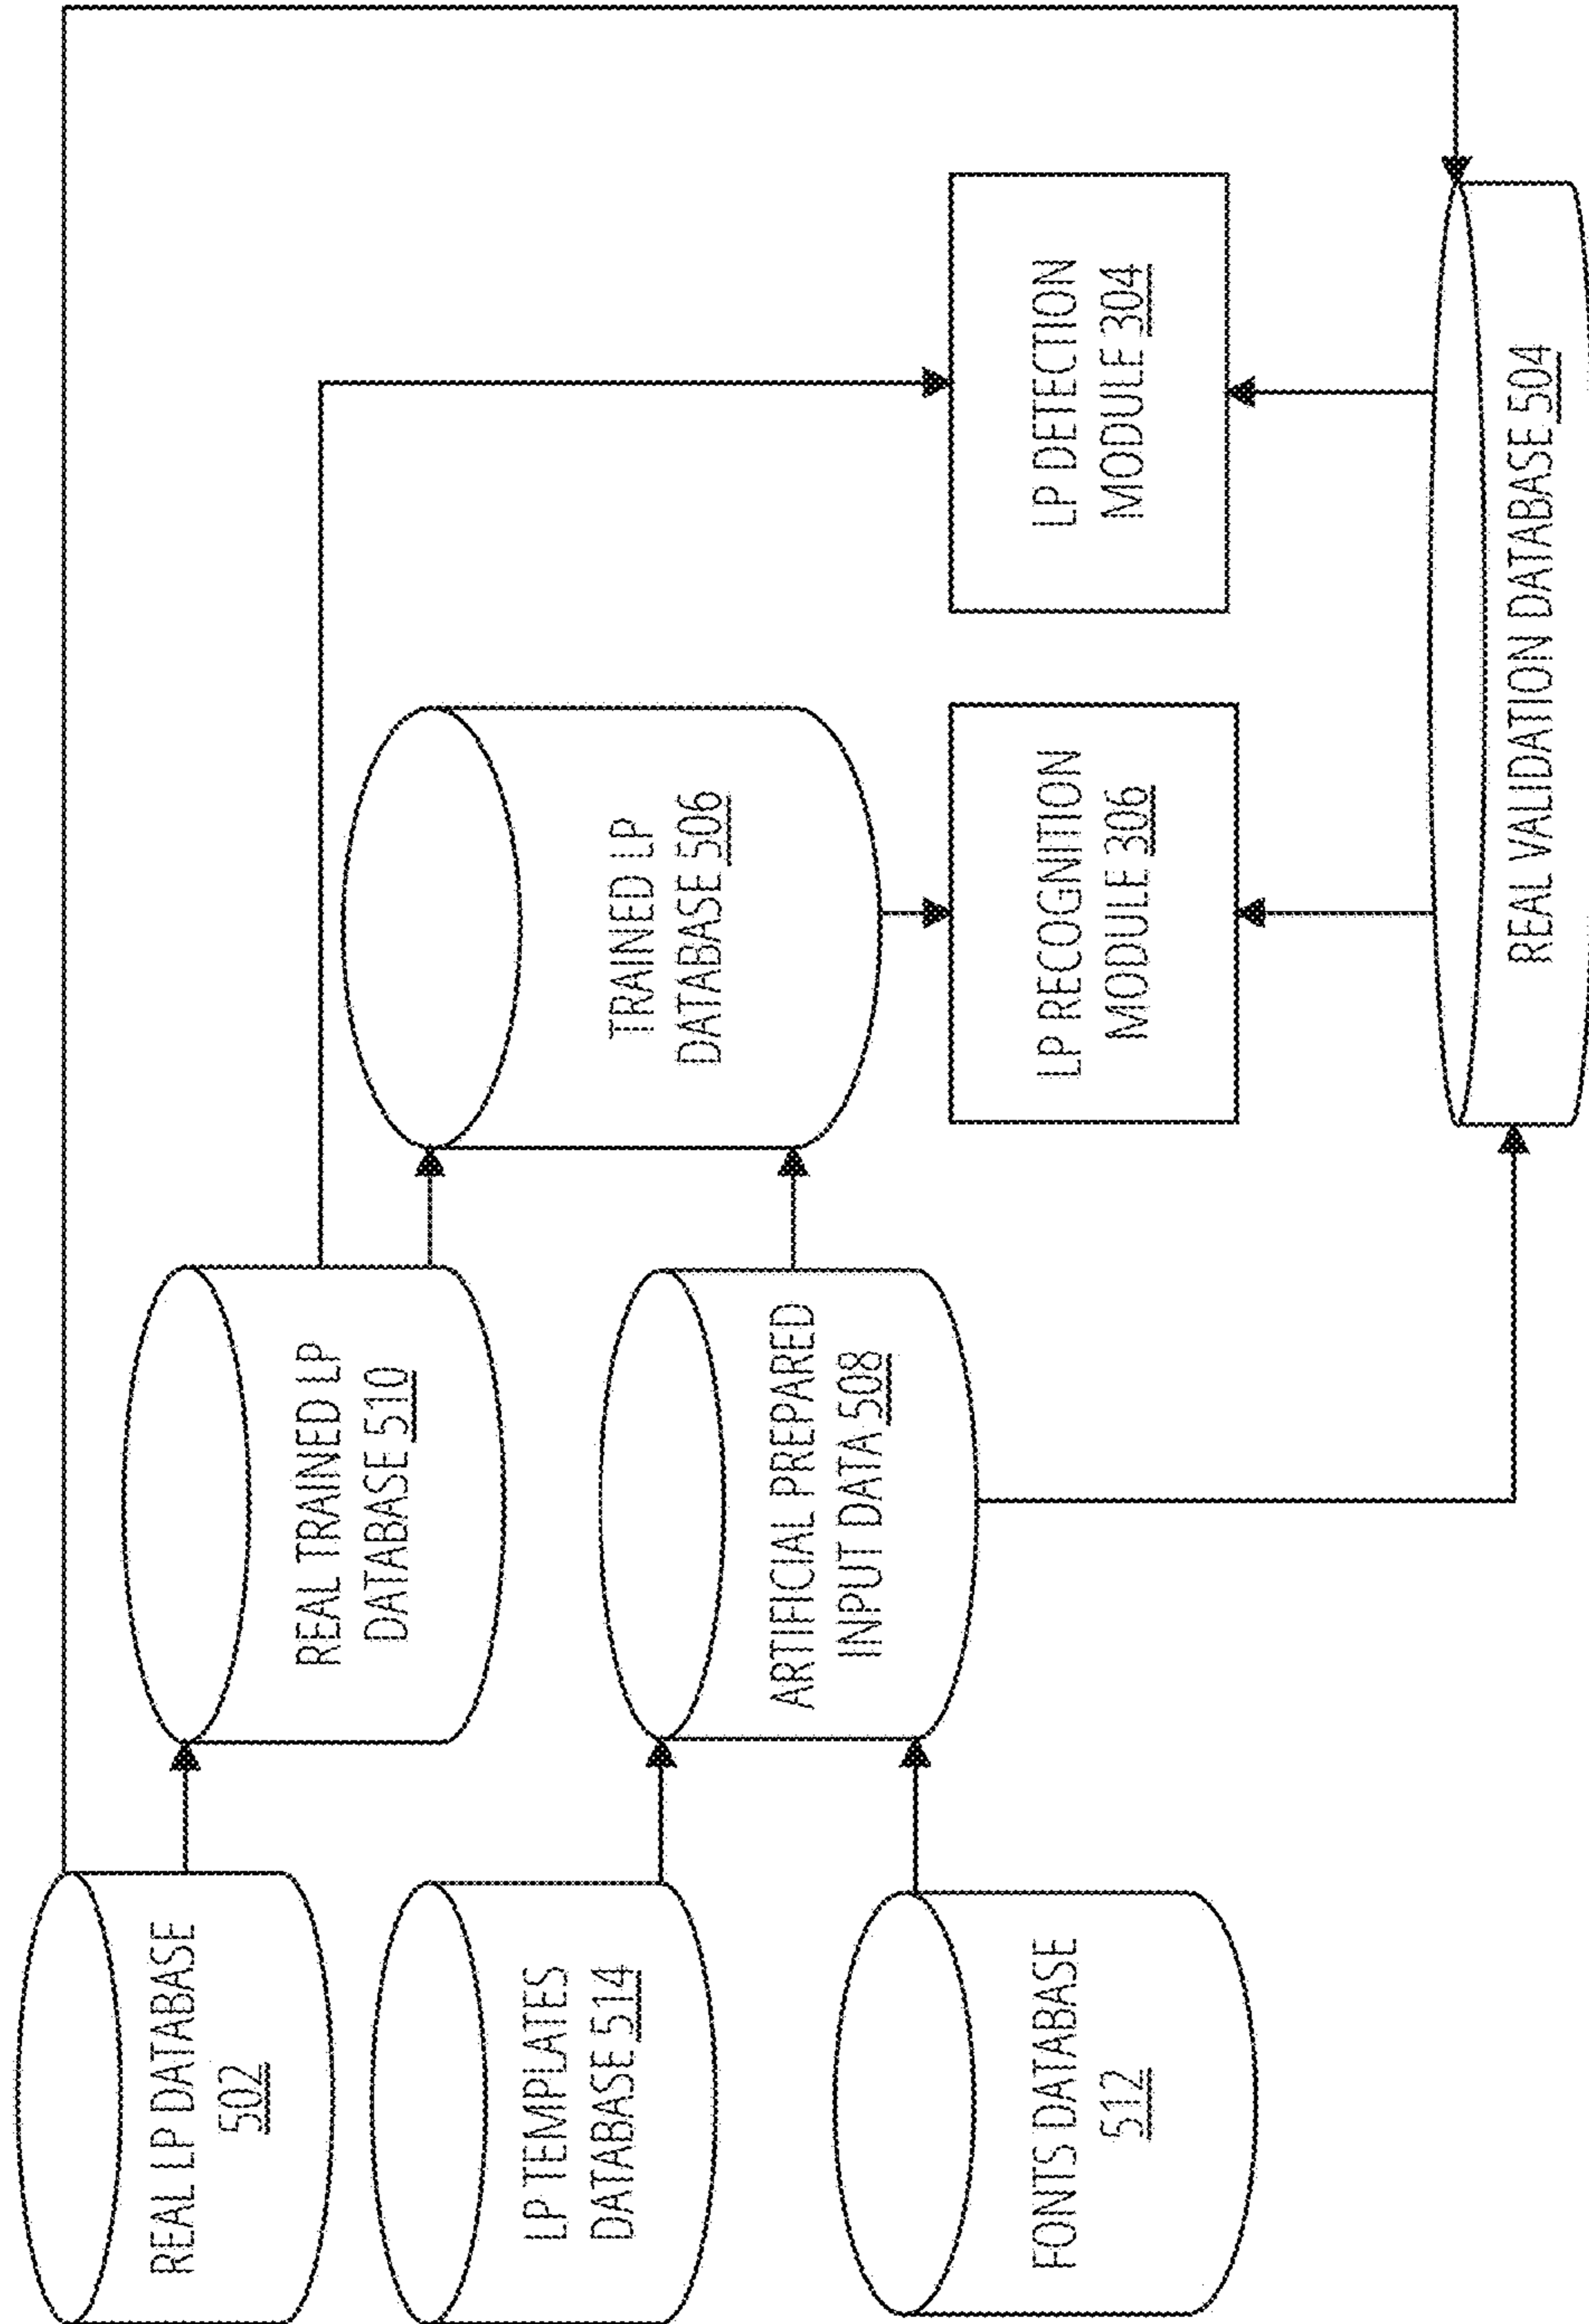 REAL LP DATABASE
502
LP TEMPLATES
DATABASE 514
FONTS DATABASE
512
REAL TRAINED LP
DATABASE 510
ARTIFICIAL PREPARED
INPUT DATA 508
TRAINED LP
DATABASE 506
LP RECOGNITION
MODULE 306
LP DETECTION
MODULE 304
REAL VALIDATION DATABASE 504